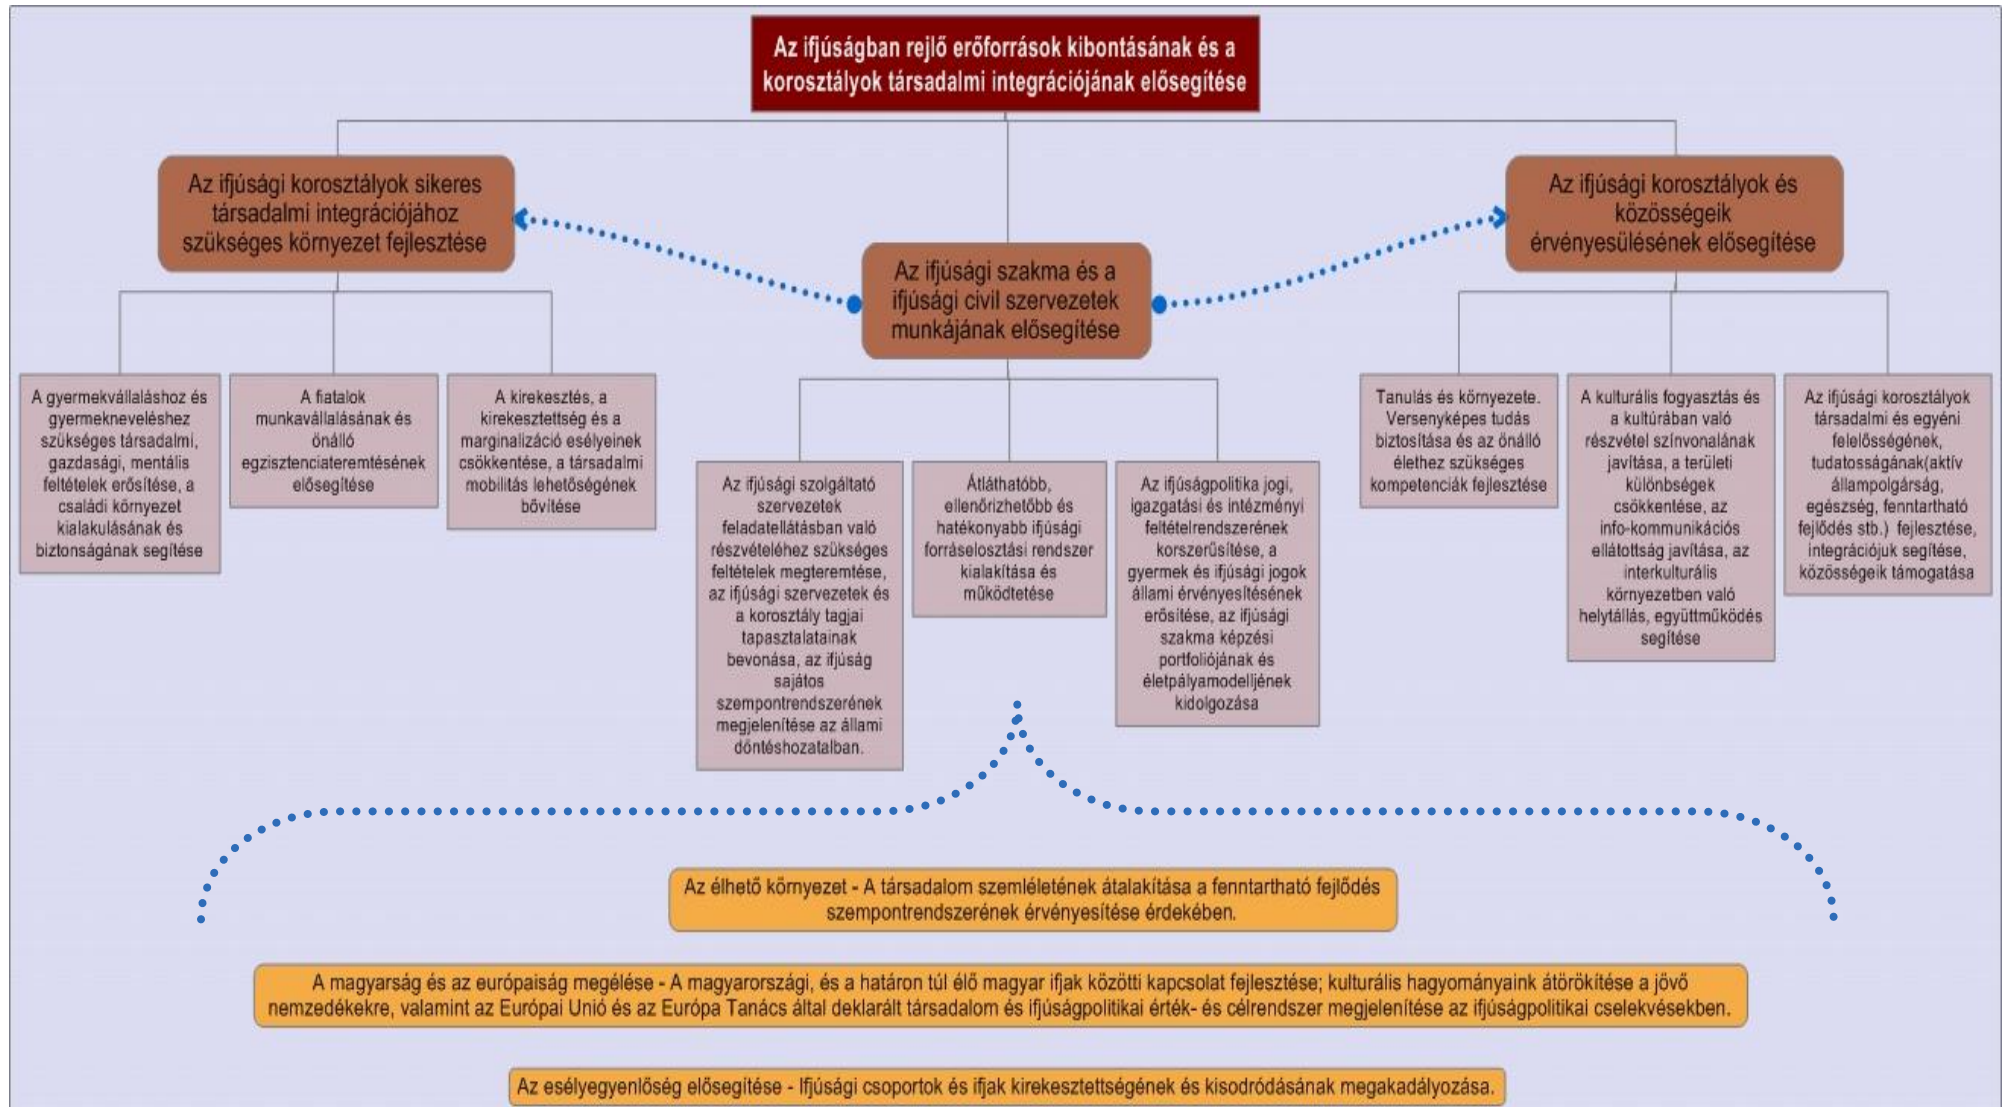 Az ifjúságban rejlő erőforrások kibontásának és a
korosztályok társadalmi integrációjának elősegítése
Az ifjúsági korosztályok sikeres
társadalmi integrációjához
szükséges környezet fejlesztése
Az ifjúsági szakma és a
ifjúsági civil szervezetek
munkájának elősegítése
Az ifjúsági korosztályok és
közösségeik
érvényesülésének elősegítése
A gyermekvállaláshoz és
gyermekneveléshez
szükséges társadalmi,
gazdasági, mentális
feltételek erősítése, a
családi környezet
kialakulásának és
biztonságának segítése
A fiatalok
munkavállalásának és
önálló
egzisztenciateremtésének
elősegítése
A kirekesztés, a
kirekesztettség és a
marginalizáció esélyeinek
csökkentése, a társadalmi
mobilitás lehetőségének
bővítése
Az ifjúsági szolgáltató
szervezetek
feladatellátásban való
részvételéhez szükséges
feltételek megteremtése,
az ifjúsági szervezetek és
a korosztály tagjai
tapasztalatainak
bevonása, az ifjúság
sajátos
szempontrendszerének
megjelenítése az állami
döntéshozatalban.
Átláthatóbb,
ellenőrizhetőbb és
hatékonyabb ifjúsági
forráselosztási rendszer
kialakítása és
működtetése
Az ifjúságpolitika jogi,
igazgatási és intézményi
feltételrendszerének
korszerűsítése, a
gyermek és ifjúsági jogok
állami érvényesítésének
erősítése, az ifjúsági
szakma képzési
portfoliójának és
életpályamodelljének
kidolgozása
Tanulás és környezete.
Versenyképes tudás
biztosítása és az önálló
élethez szükséges
kompetenciák fejlesztése
A kulturális fogyasztás és
a kultúrában való
részvétel színvonalának
javítása, a területi
különbségek
csökkentése, az
info-kommunikációs
ellátottság javítása, az
interkulturális
környezetben való
helytállás, együttműködés
segítése
Az ifjúsági korosztályok
társadalmi és egyéni
felelősségének,
tudatosságának(aktív
állampolgárság,
egészség, fenntartható
fejlődés stb.) fejlesztése,
integrációjuk segítése,
közösségeik támogatása
Az élhető környezet - A társadalom szemléletének átalakítása a fenntartható fejlődés
szempontrendszerének érvényesítése érdekében.
A magyarság és az európaiság megélése - A magyarországi, és a határon túl élő magyar ifjak közötti kapcsolat fejlesztése; kulturális hagyományaink átörökítése a jövő
nemzedékekre, valamint az Európai Unió és az Európa Tanács által deklarált társadalom és ifjúságpolitikai érték- és célrendszer megjelenítése az ifjúságpolitikai cselekvésekben.
Az esélyegyenlőség elősegítése - Ifjúsági csoportok és ifjak kirekesztettségének és kisodródásának megakadályozása.